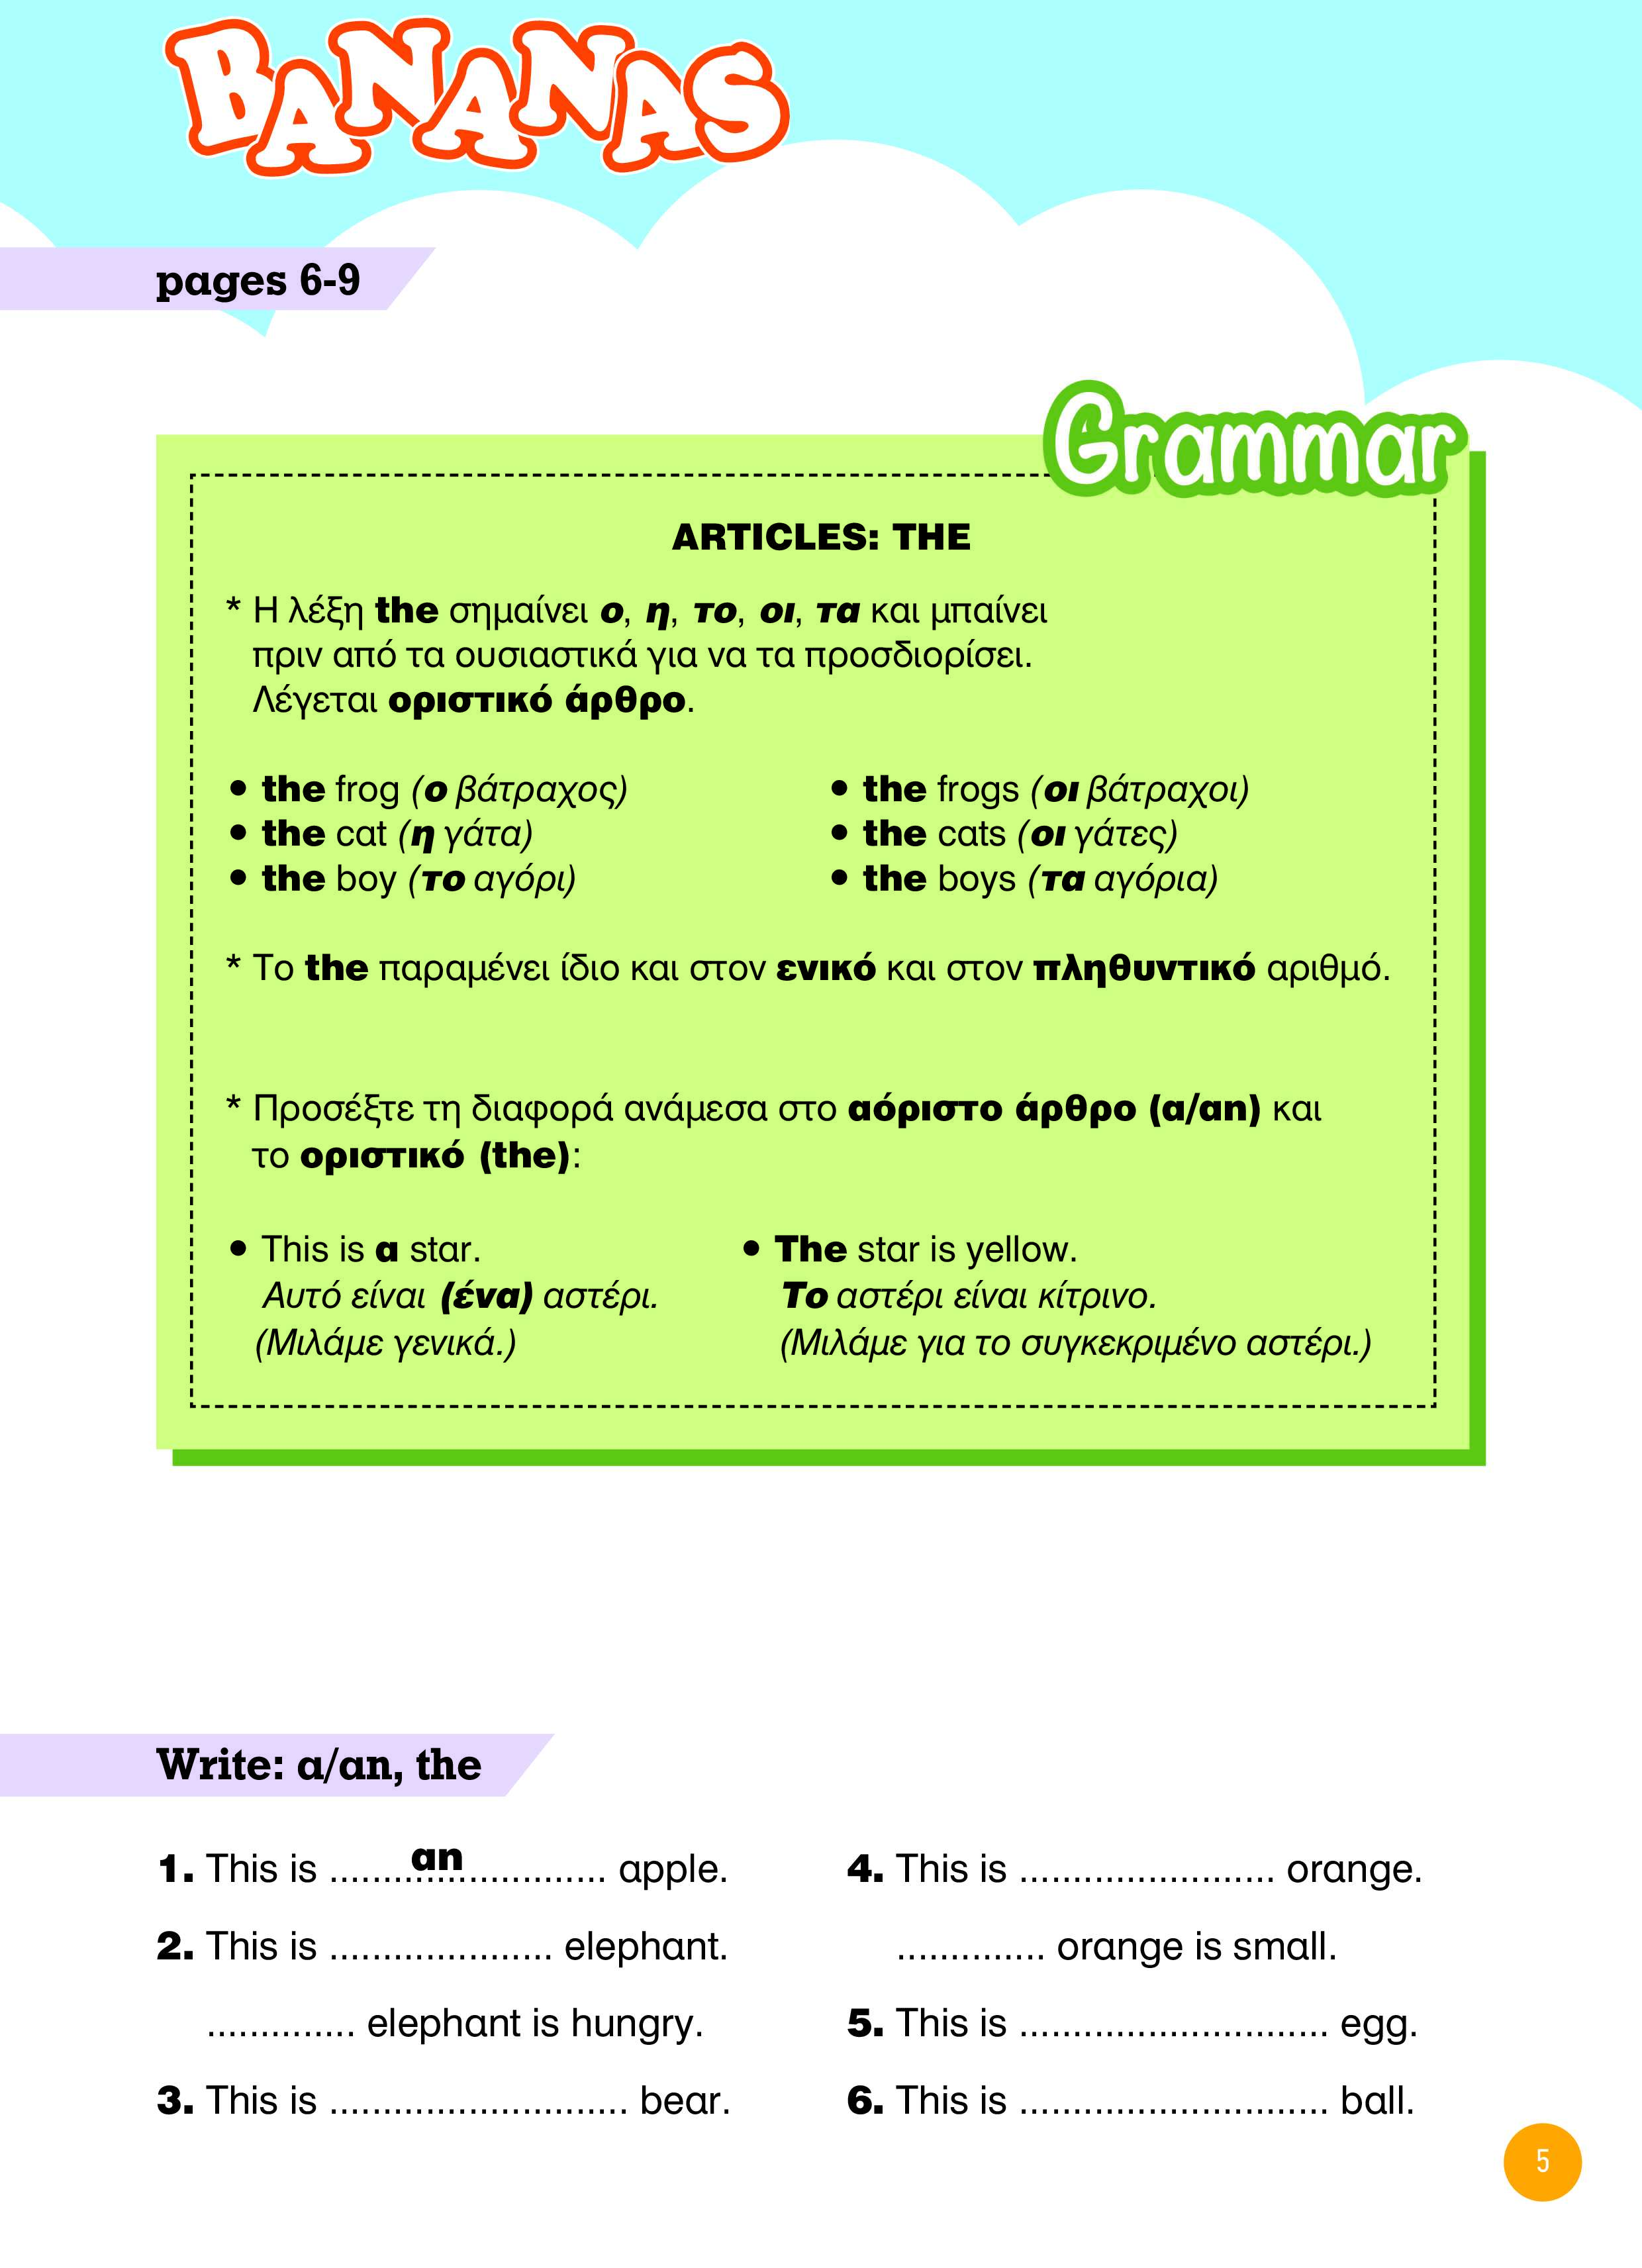 BANANAS
pages 6-9
Grammar
ARTICLES: THE
* Η λέξη the σημαίνει ο, η, το, οι, τα και μπαίνει
πριν από τα ουσιαστικά για να τα προσδιορίσει.
Λέγεται οριστικό άρθρο.
• the frog (ο βάτραχος)
• the cat (η γάτα)
• the boy (το αγόρι)
• the frogs (οι βάτραχοι)
• the cats (οι γάτες)
• the boys (τα αγόρια)
* Το the παραμένει ίδιο και στον ενικό και στον πληθυντικό αριθμό.
* Προσέξτε τη διαφορά ανάμεσα στο αόριστο άρθρο (a/an) και
το οριστικό (the):
• This is a star.
Αυτό είναι (ένα) αστέρι.
(Μιλάμε γενικά.)
• The star is yellow.
Το αστέρι είναι κίτρινο.
(Μιλάμε για το συγκεκριμένο αστέρι.)
Write: a/an, the
1. This is ........an............. apple.
2. This is ..................... elephant.
.............. elephant is hungry.
3. This is ............................ bear.
4. This is ........................ orange.
.............. orange is small.
5. This is ............................. egg.
6. This is ............................. ball.
5